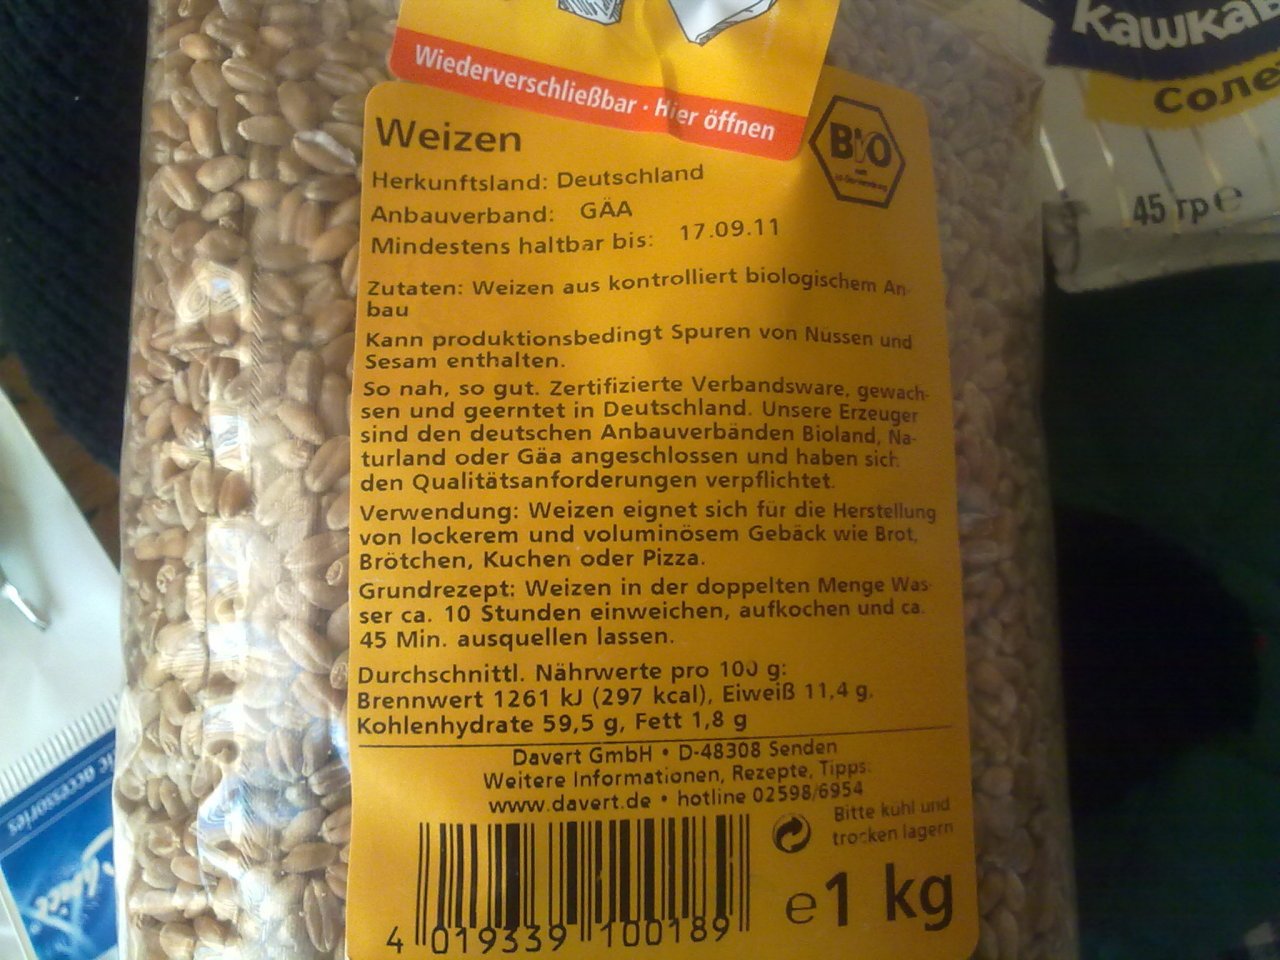 Wiederverschließbar · Hier öffnen
Weizen
BIO
Herkunftsland: Deutschland
Anbauverband: GÄA
Mindestens haltbar bis: 17.09.11
Zutaten: Weizen aus kontrolliert biologischem An-
bau
Kann produktionsbedingt Spuren von Nüssen und
Sesam enthalten.
So nah, so gut. Zertifizierte Verbandsware, gewach-
sen und geerntet in Deutschland. Unsere Erzeuger
sind den deutschen Anbauverbänden Bioland, Na-
turland oder Gäa angeschlossen und haben sich
den Qualitätsanforderungen verpflichtet.
Verwendung: Weizen eignet sich für die Herstellung
von lockerem und voluminösem Gebäck wie Brot,
Brötchen, Kuchen oder Pizza.
Grundrezept: Weizen in der doppelten Menge Was-
ser ca. 10 Stunden einweichen, aufkochen und ca.
45 Min. ausquellen lassen.
Durchschnittl. Nährwerte pro 100 g:
Brennwert 1261 kJ (297 kcal), Eiweiß 11,4 g,
Kohlenhydrate 59,5 g, Fett 1,8 g
Davert GmbH • D-48308 Senden
Weitere Informationen, Rezepte, Tipps:
www.davert.de • hotline 02598/6954
Bitte kühl und
trocken lagern
e 1 kg
4 019339 100189
45 гр e
accessories